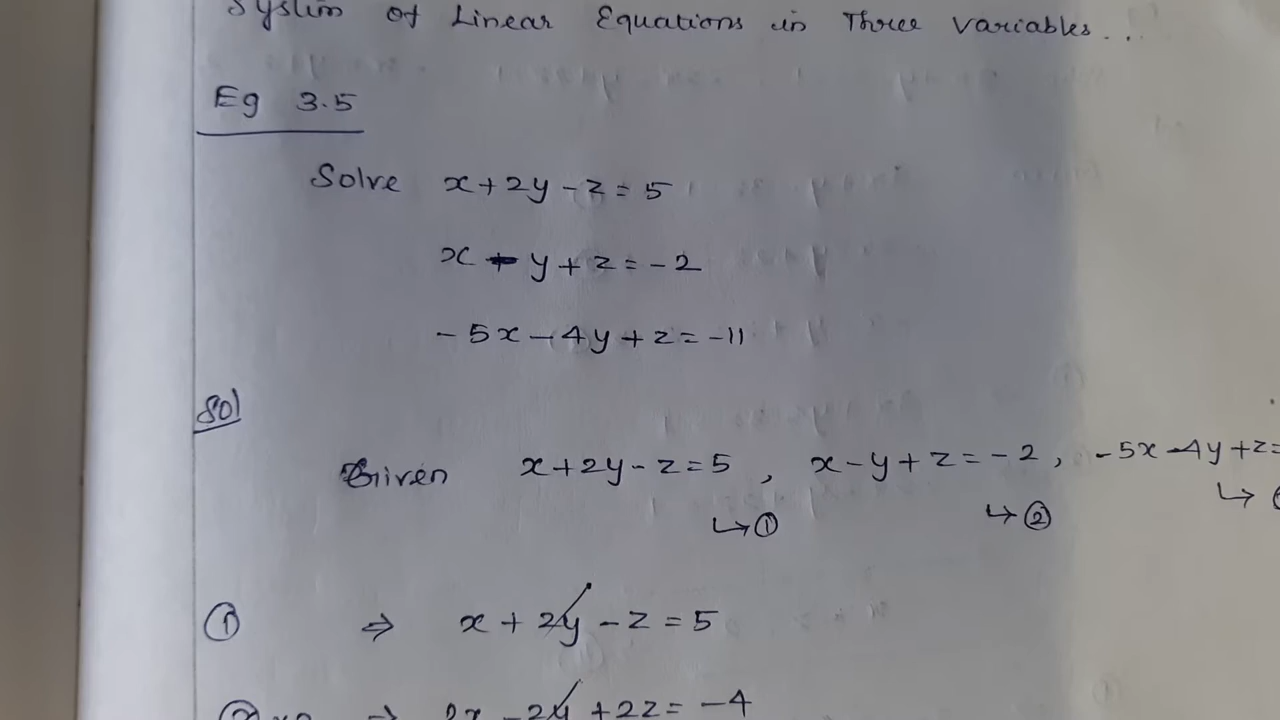 System of Linear Equations in Three Variables...
Eg 3.5
Solve x+2y-z=5
x-y+z=-2
-5x-4y+z=-11
Sol
Given x+2y-z=5, x-y+z=-2, -5x-4y+z=
↳① ↳② ↳
① ⇒ x+2y-z=5
⇒ 2x-2y+2z=-4